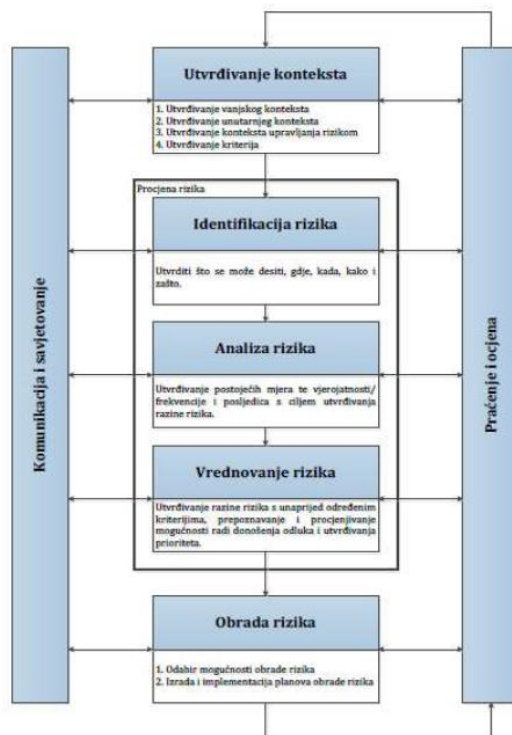 Komunikacija i savjetovanje
Utvrđivanje konteksta
1. Utvrđivanje vanjskog konteksta
2. Utvrđivanje unutarnjeg konteksta
3. Utvrđivanje konteksta upravljanja rizikom
4. Utvrđivanje kriterija
Procjena rizika
Identifikacija rizika
Utvrditi što se može desiti, gdje, kada, kako i
zašto.
Analiza rizika
Utvrđivanje postoječih mjera te vjerojatnosti/
frekvencije i posljedica s ciljem utvrđivanja
razine rizika.
Vrednovanje rizika
Utvrđivanje razine rizika s unaprijed određenim
kriterijima, prepoznavanje i procjenjivanje
mogućnosti radi donošenja odluka i utvrđivanja
prioriteta.
Obrada rizika
1. Odabir mogućnosti obrade rizika
2. Izrada i implementacija planova obrade rizika
Praćenje i ocjena